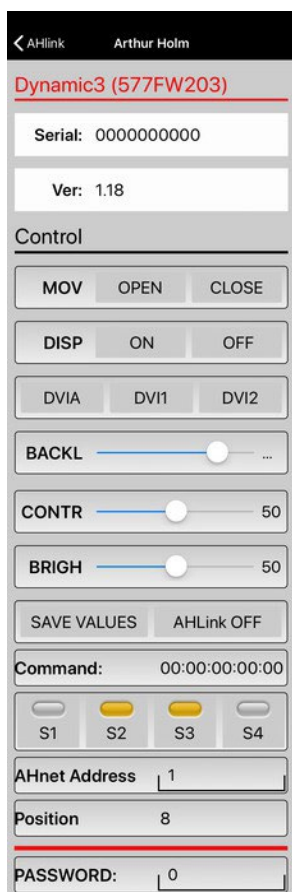 AHlink Arthur Holm
Dynamic3 (577FW203)
Serial: 0000000000
Ver: 1.18
Control
MOV OPEN CLOSE
DISP ON OFF
DVIA DVI1 DVI2
BACKL ...
CONTR 50
BRIGH 50
SAVE VALUES AHLink OFF
Command: 00:00:00:00:00
S1 S2 S3 S4
AHnet Address 1
Position 8
PASSWORD: 0